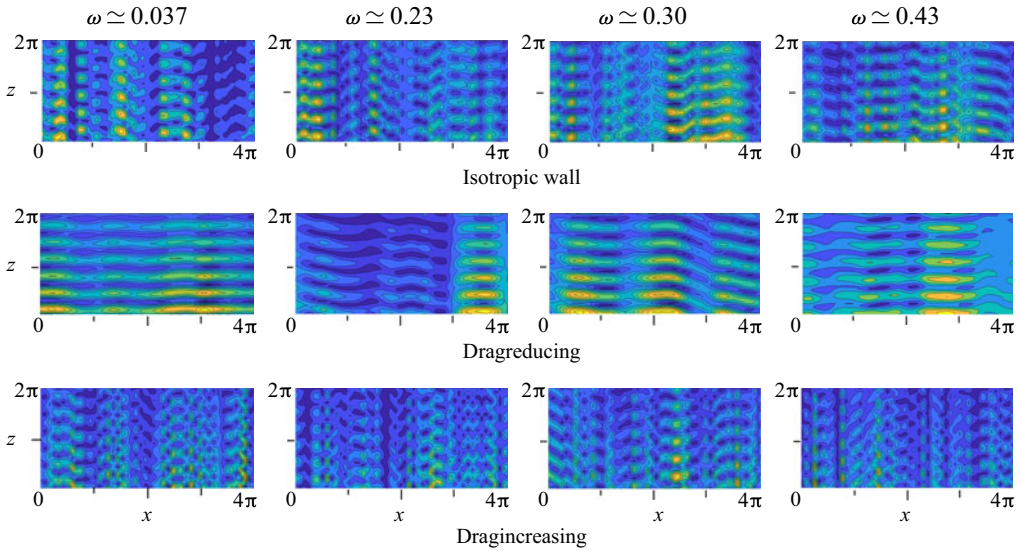 ω ≃ 0.037 ω ≃ 0.23 ω ≃ 0.30 ω ≃ 0.43
2π 2π 2π 2π
z
0 4π 0 4π 0 4π 0 4π
Isotropic wall
2π 2π 2π 2π
z
0 4π 0 4π 0 4π 0 4π
Dragreducing
2π 2π 2π 2π
z
0 4π 0 4π 0 4π 0 4π
x x x x
Dragincreasing